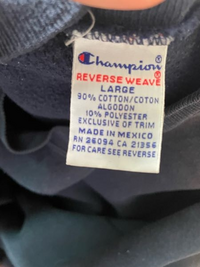 Champion®
REVERSE WEAVE®
LARGE
90% COTTON/COTON
ALGODON
10% POLYESTER
EXCLUSIVE OF TRIM
MADE IN MEXICO
RN 26094 CA 21356
FOR CARE SEE REVERSE